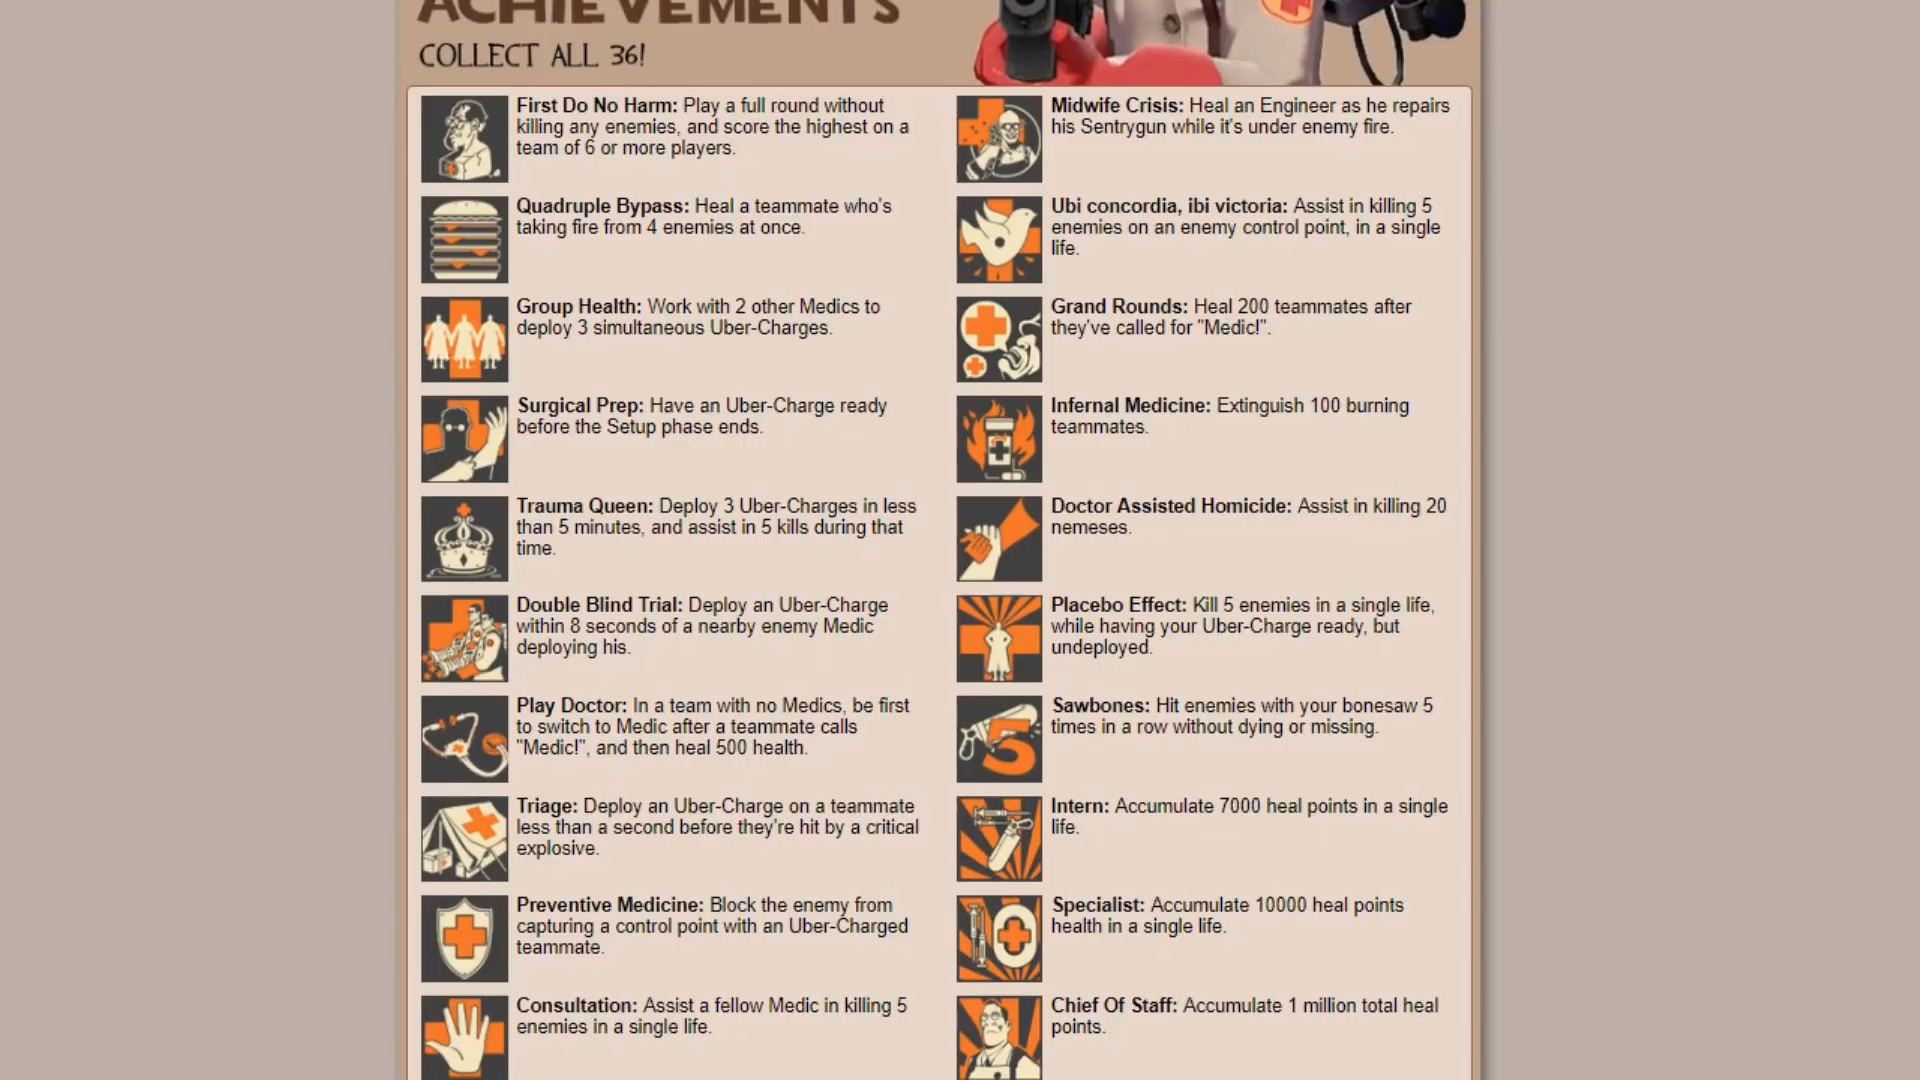 ACHIEVEMENTS
COLLECT ALL 36!
First Do No Harm: Play a full round without
killing any enemies, and score the highest on a
team of 6 or more players.
Quadruple Bypass: Heal a teammate who's
taking fire from 4 enemies at once.
Group Health: Work with 2 other Medics to
deploy 3 simultaneous Uber-Charges.
Surgical Prep: Have an Uber-Charge ready
before the Setup phase ends.
Trauma Queen: Deploy 3 Uber-Charges in less
than 5 minutes, and assist in 5 kills during that
time.
Double Blind Trial: Deploy an Uber-Charge
within 8 seconds of a nearby enemy Medic
deploying his.
Play Doctor: In a team with no Medics, be first
to switch to Medic after a teammate calls
"Medic!", and then heal 500 health.
Triage: Deploy an Uber-Charge on a teammate
less than a second before they're hit by a critical
explosive.
Preventive Medicine: Block the enemy from
capturing a control point with an Uber-Charged
teammate.
Consultation: Assist a fellow Medic in killing 5
enemies in a single life.
Midwife Crisis: Heal an Engineer as he repairs
his Sentrygun while it's under enemy fire.
Ubi concordia, ibi victoria: Assist in killing 5
enemies on an enemy control point, in a single
life.
Grand Rounds: Heal 200 teammates after
they've called for "Medic!".
Infernal Medicine: Extinguish 100 burning
teammates.
Doctor Assisted Homicide: Assist in killing 20
nemeses.
Placebo Effect: Kill 5 enemies in a single life,
while having your Uber-Charge ready, but
undeployed.
Sawbones: Hit enemies with your bonesaw 5
times in a row without dying or missing.
5
Intern: Accumulate 7000 heal points in a single
life.
Specialist: Accumulate 10000 heal points
health in a single life.
Chief Of Staff: Accumulate 1 million total heal
points.